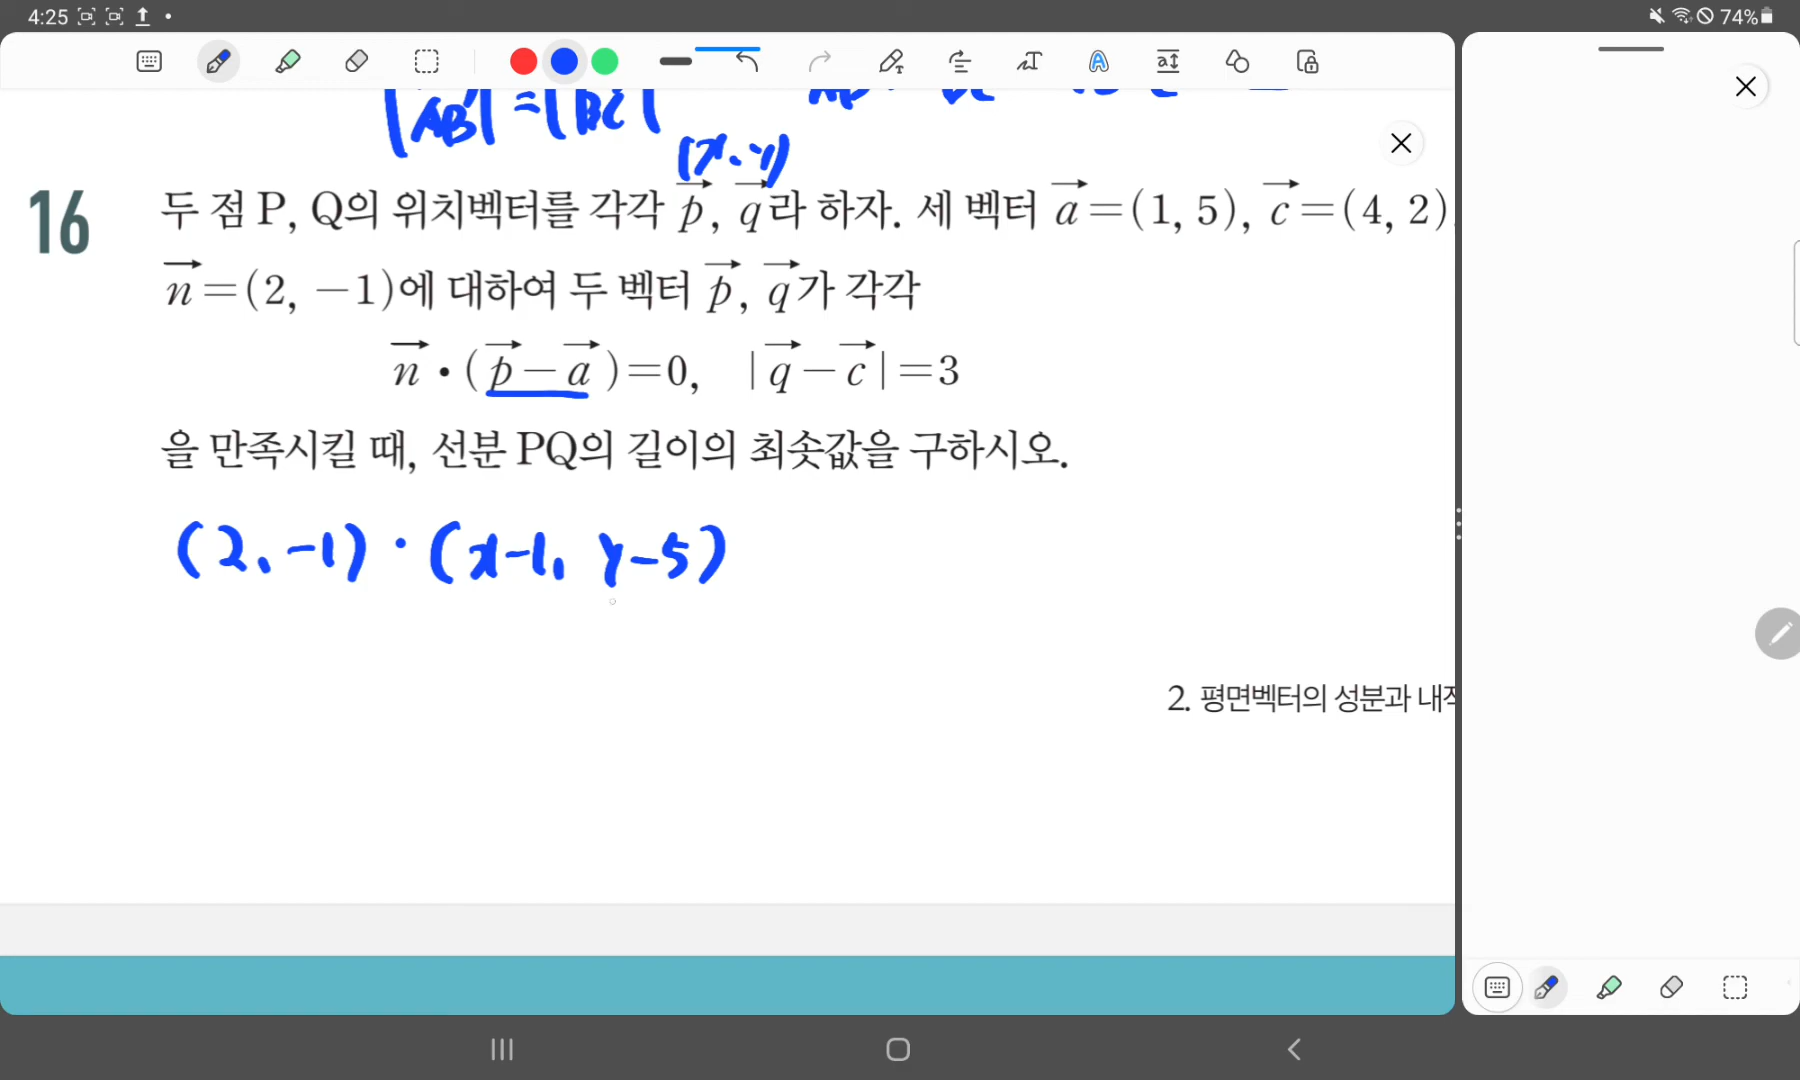 4:25
74%
|AB| = |BC|
(x, y)
16 두 점 P, Q의 위치벡터를 각각 p, q라 하자. 세 벡터 a=(1, 5), c=(4, 2)
n=(2, −1)에 대하여 두 벡터 p, q가 각각
n•(p−a)=0, |q−c|=3
을 만족시킬 때, 선분 PQ의 길이의 최솟값을 구하시오.
(2, -1) · (x-1, y-5)
2. 평면벡터의 성분과 내